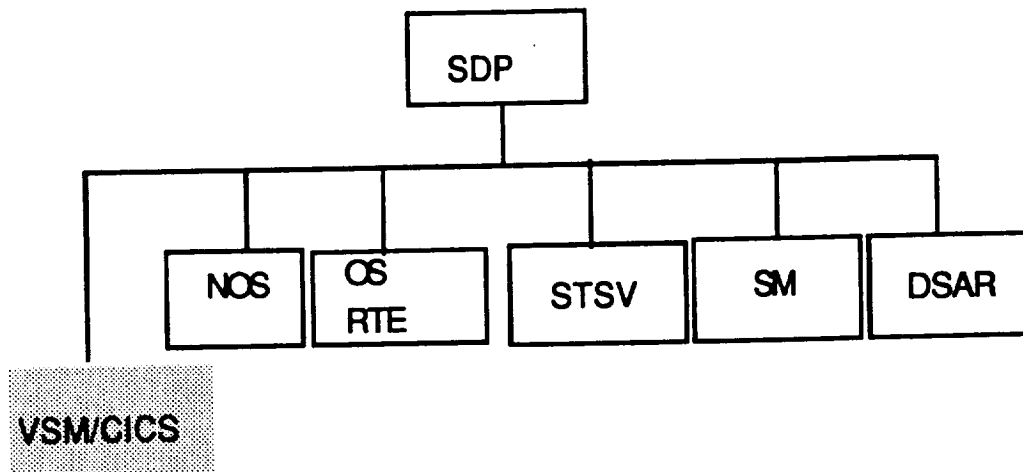 SDP
NOS
OS
RTE
STSV
SM
DSAR
VSM/CICS